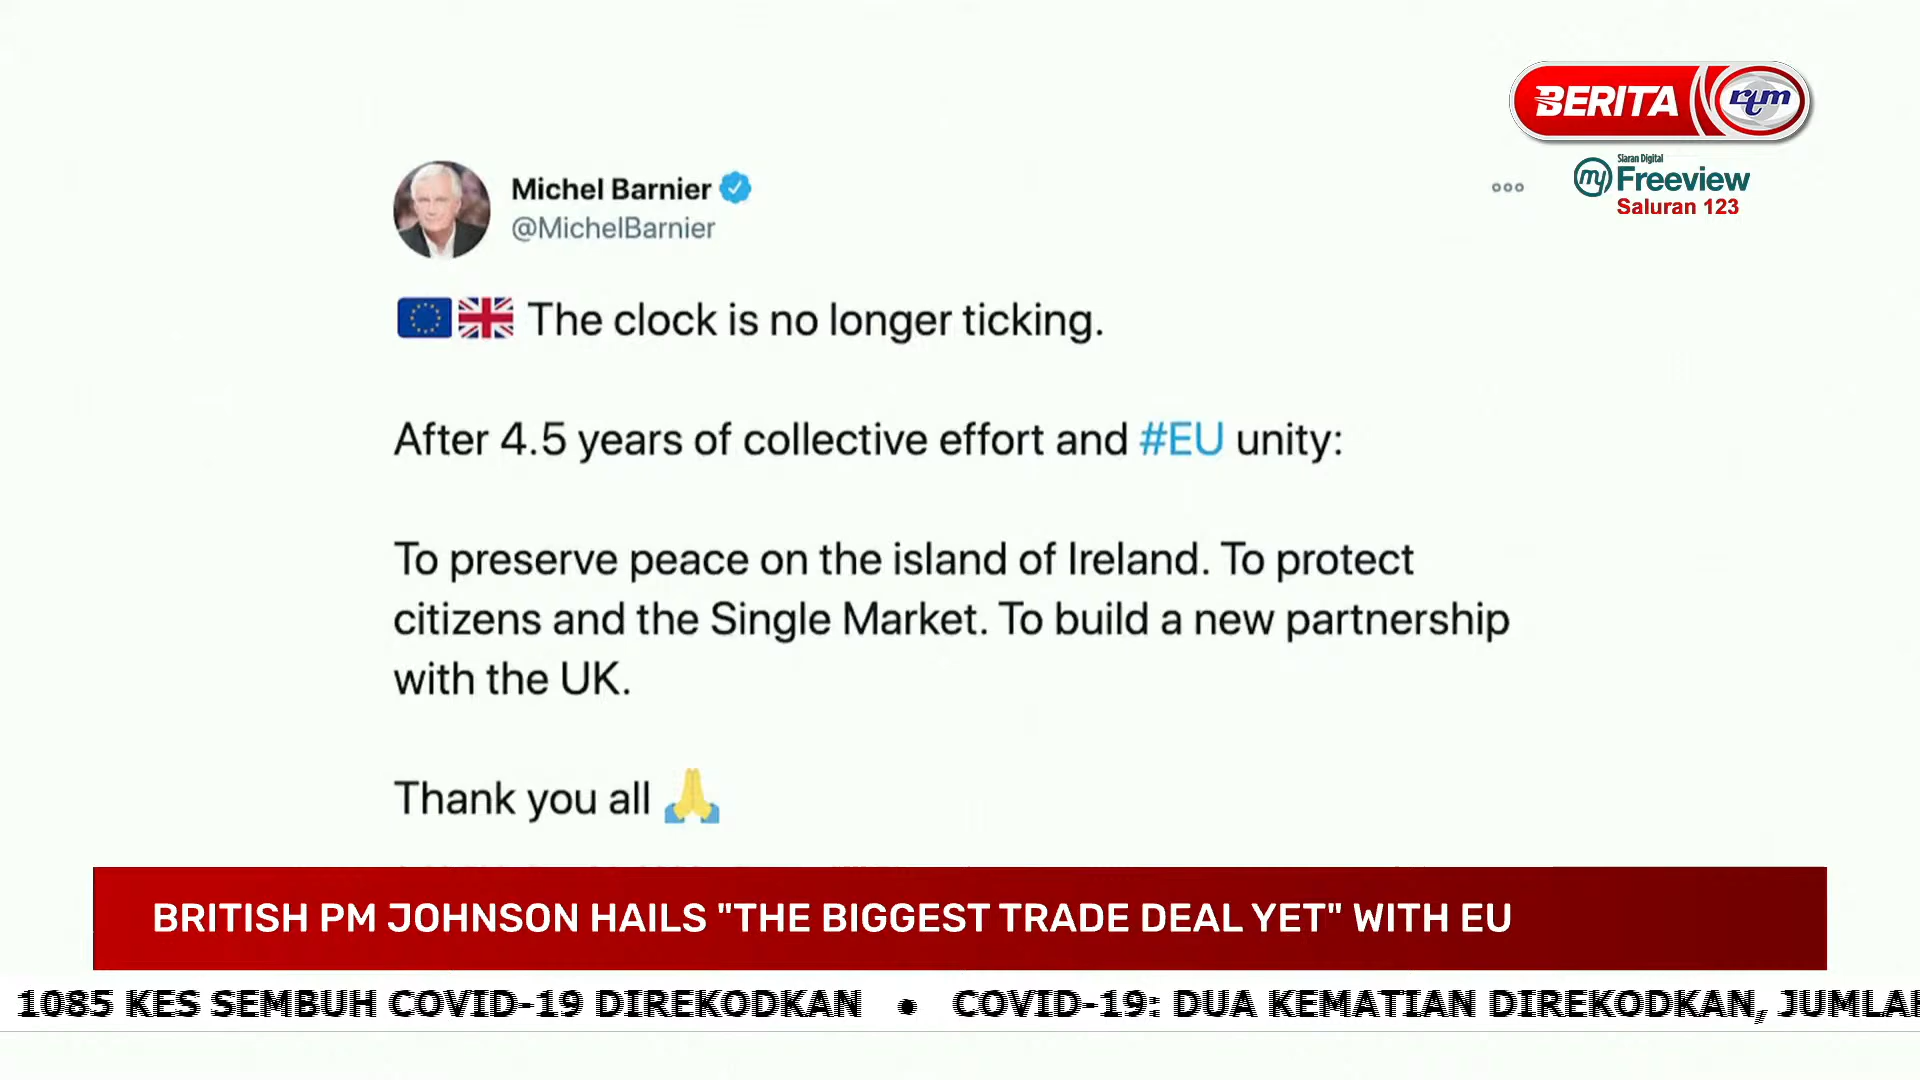 BERITA rtm
Siaran Digital
my Freeview
Saluran 123
Michel Barnier
@MichelBarnier
🇪🇺🇬🇧 The clock is no longer ticking.
After 4.5 years of collective effort and #EU unity:
To preserve peace on the island of Ireland. To protect
citizens and the Single Market. To build a new partnership
with the UK.
Thank you all 🙏
BRITISH PM JOHNSON HAILS "THE BIGGEST TRADE DEAL YET" WITH EU
1085 KES SEMBUH COVID-19 DIREKODKAN • COVID-19: DUA KEMATIAN DIREKODKAN, JUMLAH